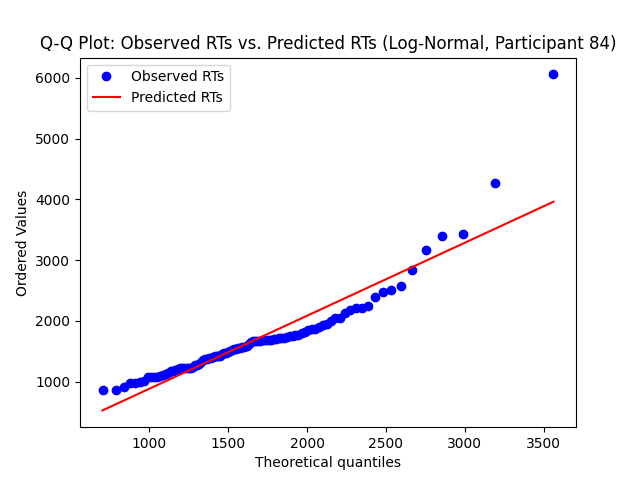 Q-Q Plot: Observed RTs vs. Predicted RTs (Log-Normal, Participant 84)
Observed RTs
Predicted RTs
6000
5000
4000
3000
2000
1000
Ordered Values
1000 1500 2000 2500 3000 3500
Theoretical quantiles